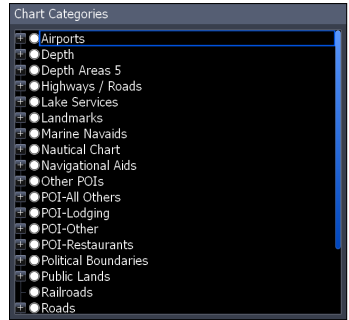 Chart Categories
Airports
Depth
Depth Areas 5
Highways / Roads
Lake Services
Landmarks
Marine Navaids
Nautical Chart
Navigational Aids
Other POIs
POI-All Others
POI-Lodging
POI-Other
POI-Restaurants
Political Boundaries
Public Lands
Railroads
Roads